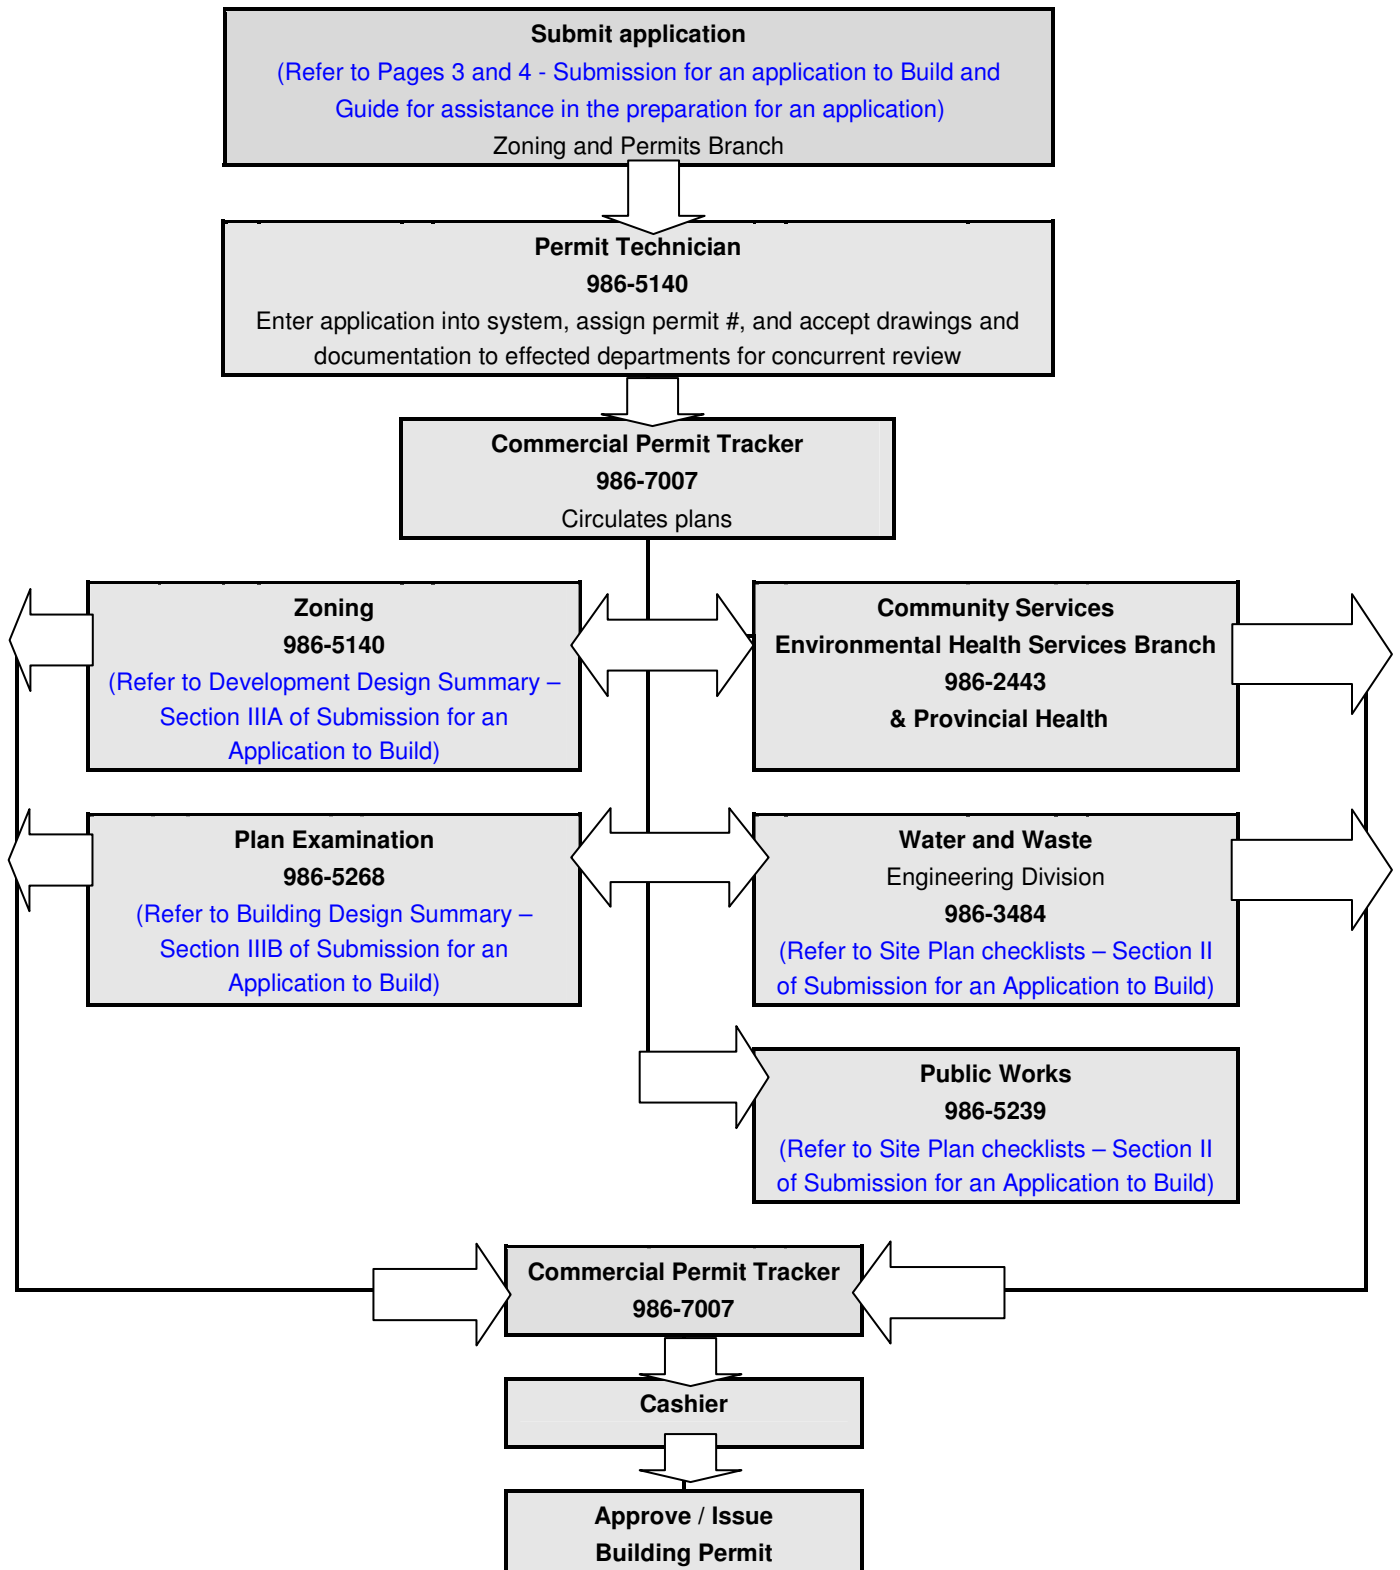 Submit application
(Refer to Pages 3 and 4 - Submission for an application to Build and
Guide for assistance in the preparation for an application)
Zoning and Permits Branch
Permit Technician
986-5140
Enter application into system, assign permit #, and accept drawings and
documentation to effected departments for concurrent review
Commercial Permit Tracker
986-7007
Circulates plans
Zoning
986-5140
(Refer to Development Design Summary –
Section IIIA of Submission for an
Application to Build)
Community Services
Environmental Health Services Branch
986-2443
& Provincial Health
Plan Examination
986-5268
(Refer to Building Design Summary –
Section IIIB of Submission for an
Application to Build)
Water and Waste
Engineering Division
986-3484
(Refer to Site Plan checklists – Section II
of Submission for an Application to Build)
Public Works
986-5239
(Refer to Site Plan checklists – Section II
of Submission for an Application to Build)
Commercial Permit Tracker
986-7007
Cashier
Approve / Issue
Building Permit